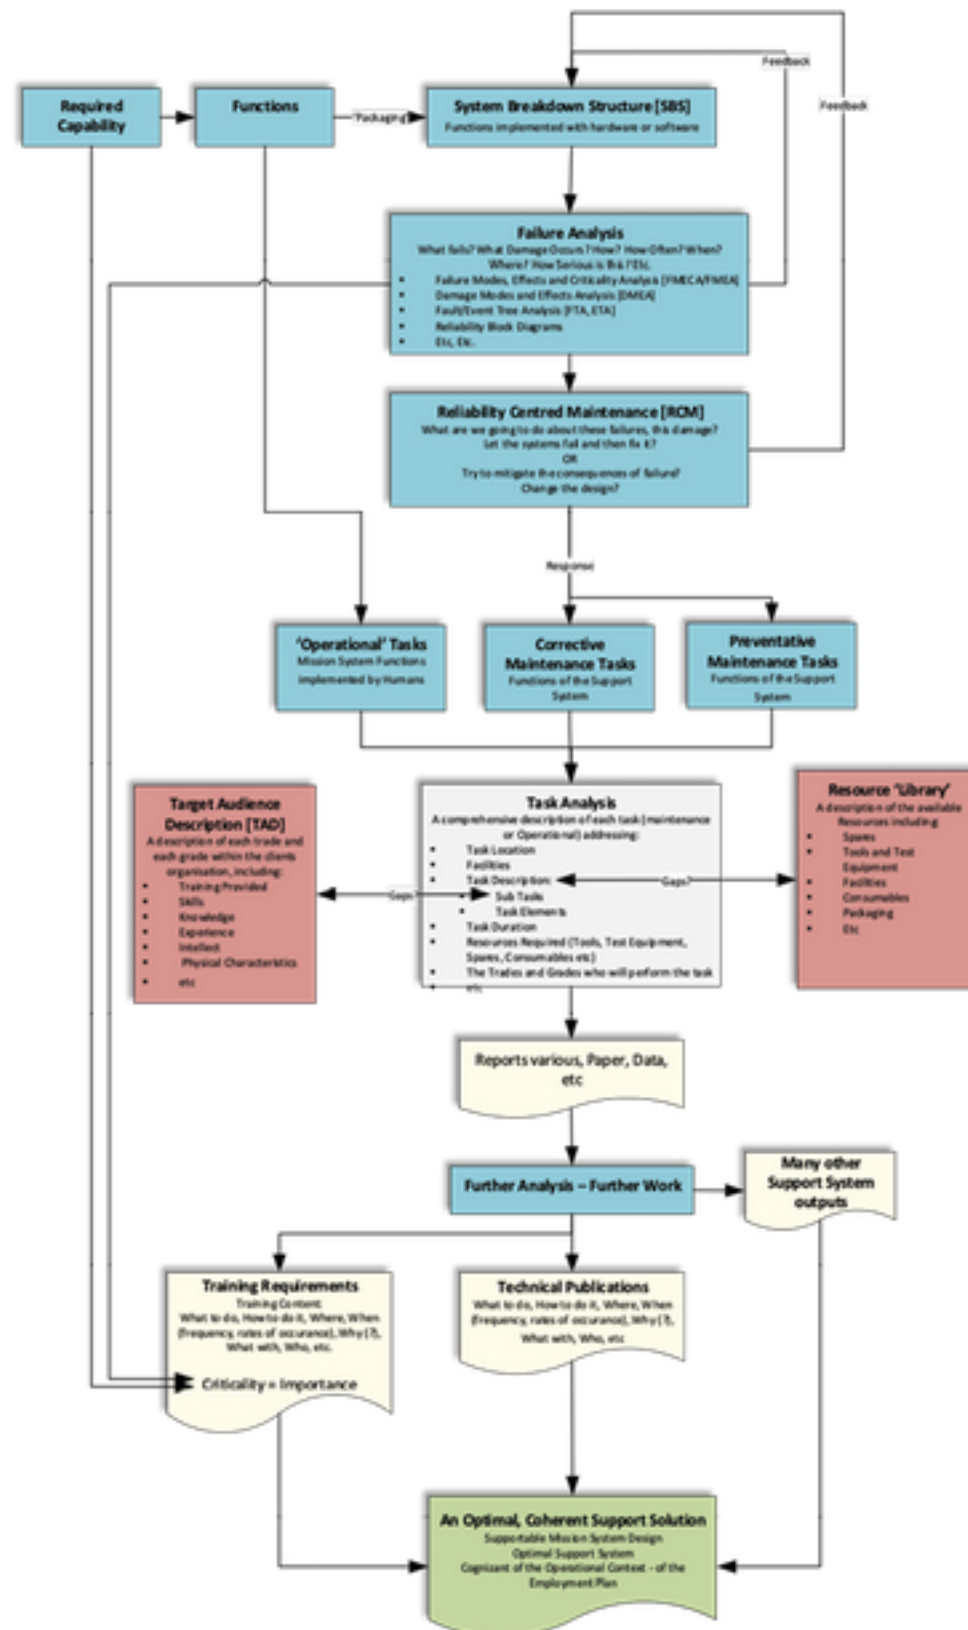 Feedback
Feedback
Required
Capability
Functions
'Packaging'
System Breakdown Structure [SBS]
Functions implemented with hardware or software
Failure Analysis
What fails? What Damage Occurs? How? How Often? When?
Where? How Serious is this? Etc.
• Failure Modes, Effects and Criticality Analysis [FMECA/FMEA]
• Damage Modes and Effects Analysis [DMEA]
• Fault/Event Tree Analysis [FTA, ETA]
• Reliability Block Diagrams
• Etc, Etc.
Reliability Centred Maintenance [RCM]
What are we going to do about these failures, this damage?
Let the systems fail and then fix it?
OR
Try to mitigate the consequences of failure?
Change the design?
Response
'Operational' Tasks
Mission System Functions
implemented by Humans
Corrective
Maintenance Tasks
Functions of the Support
System
Preventative
Maintenance Tasks
Functions of the Support
System
Target Audience
Description [TAD]
A description of each trade and
each grade within the clients
organisation, including:
• Training Provided
• Skills
• Knowledge
• Experience
• Intellect
• Physical Characteristics
• etc
Gaps?
Task Analysis
A comprehensive description of each task (maintenance
or Operational) addressing:
• Task Location
• Facilities
• Task Description:
• Sub Tasks
• Task Elements
• Task Duration
• Resources Required (Tools, Test Equipment,
Spares, Consumables etc)
• The Trades and Grades who will perform the task
• etc
Gaps?
Resource 'Library'
A description of the available
Resources including:
• Spares
• Tools and Test
Equipment
• Facilities
• Consumables
• Packaging
• Etc
Reports various, Paper, Data,
etc
Further Analysis – Further Work
Many other
Support System
outputs
Training Requirements
Training Content:
What to do, How to do it, Where, When
(frequency, rates of occurance), Why (?),
What with, Who, etc.
Criticality = Importance
Technical Publications
What to do, How to do it, Where, When
(frequency, rates of occurance), Why (?),
What with, Who, etc
An Optimal, Coherent Support Solution
Supportable Mission System Design
Optimal Support System
Cognizant of the Operational Context - of the
Employment Plan